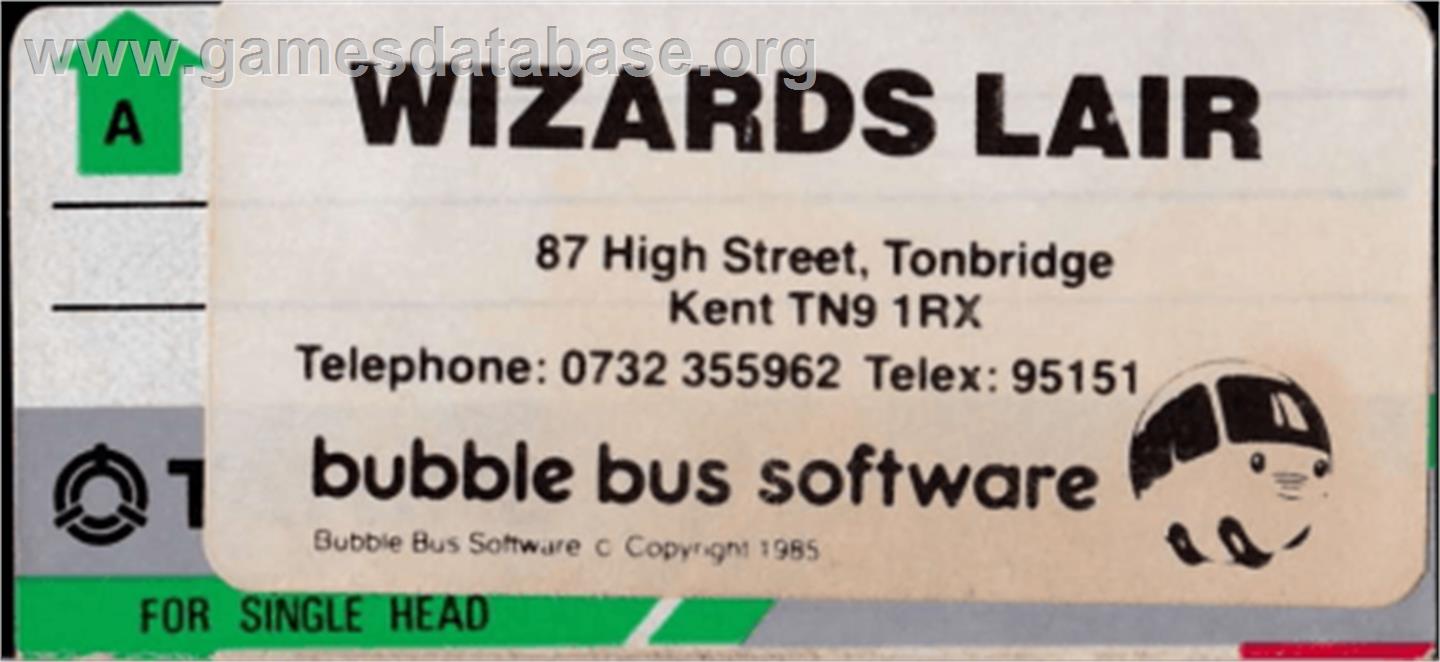 www.gamesdatabase.org
A
WIZARDS LAIR
87 High Street, Tonbridge
Kent TN9 1RX
Telephone: 0732 355962 Telex: 95151
bubble bus software
Bubble Bus Software c Copyright 1985
T
FOR SINGLE HEAD